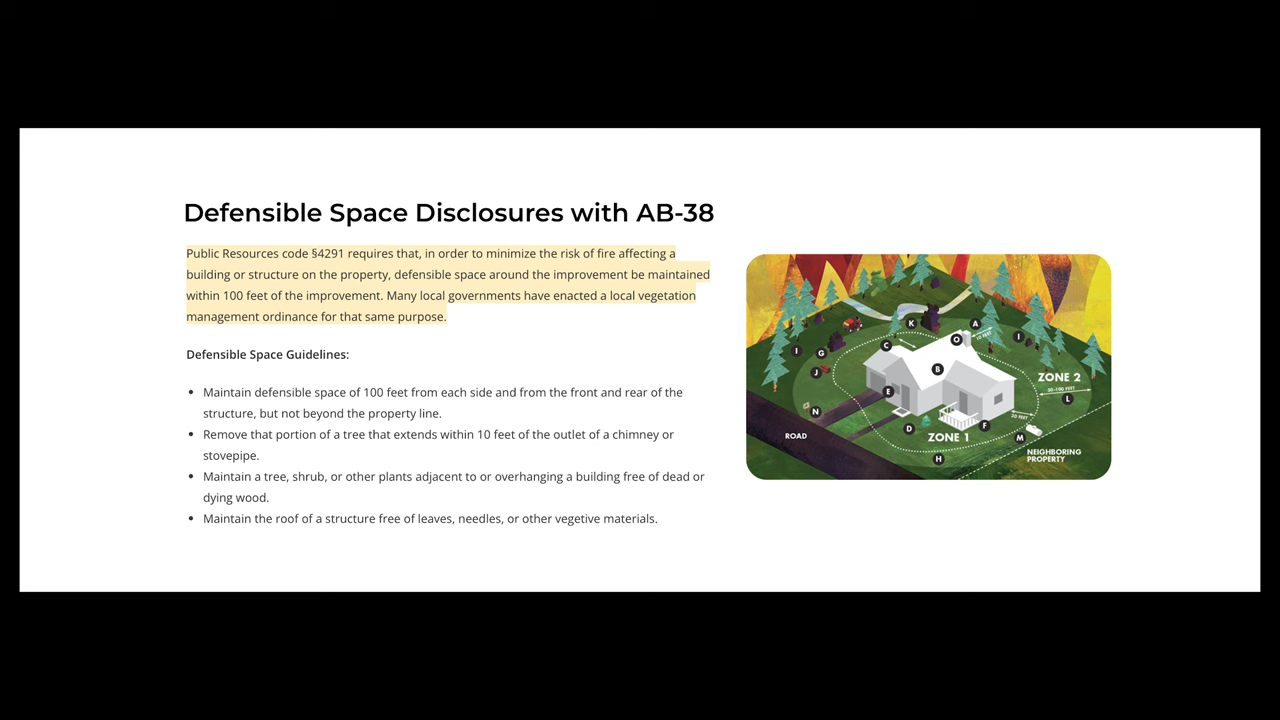 Defensible Space Disclosures with AB-38
Public Resources code §4291 requires that, in order to minimize the risk of fire affecting a
building or structure on the property, defensible space around the improvement be maintained
within 100 feet of the improvement. Many local governments have enacted a local vegetation
management ordinance for that same purpose.
Defensible Space Guidelines:
• Maintain defensible space of 100 feet from each side and from the front and rear of the
structure, but not beyond the property line.
• Remove that portion of a tree that extends within 10 feet of the outlet of a chimney or
stovepipe.
• Maintain a tree, shrub, or other plants adjacent to or overhanging a building free of dead or
dying wood.
• Maintain the roof of a structure free of leaves, needles, or other vegetive materials.
K
A
O
10 FEET
I
I
G
C
J
B
ZONE 2
30-100 FEET
L
E
N
D
F
30 FEET
M
ROAD
ZONE 1
H
NEIGHBORING
PROPERTY